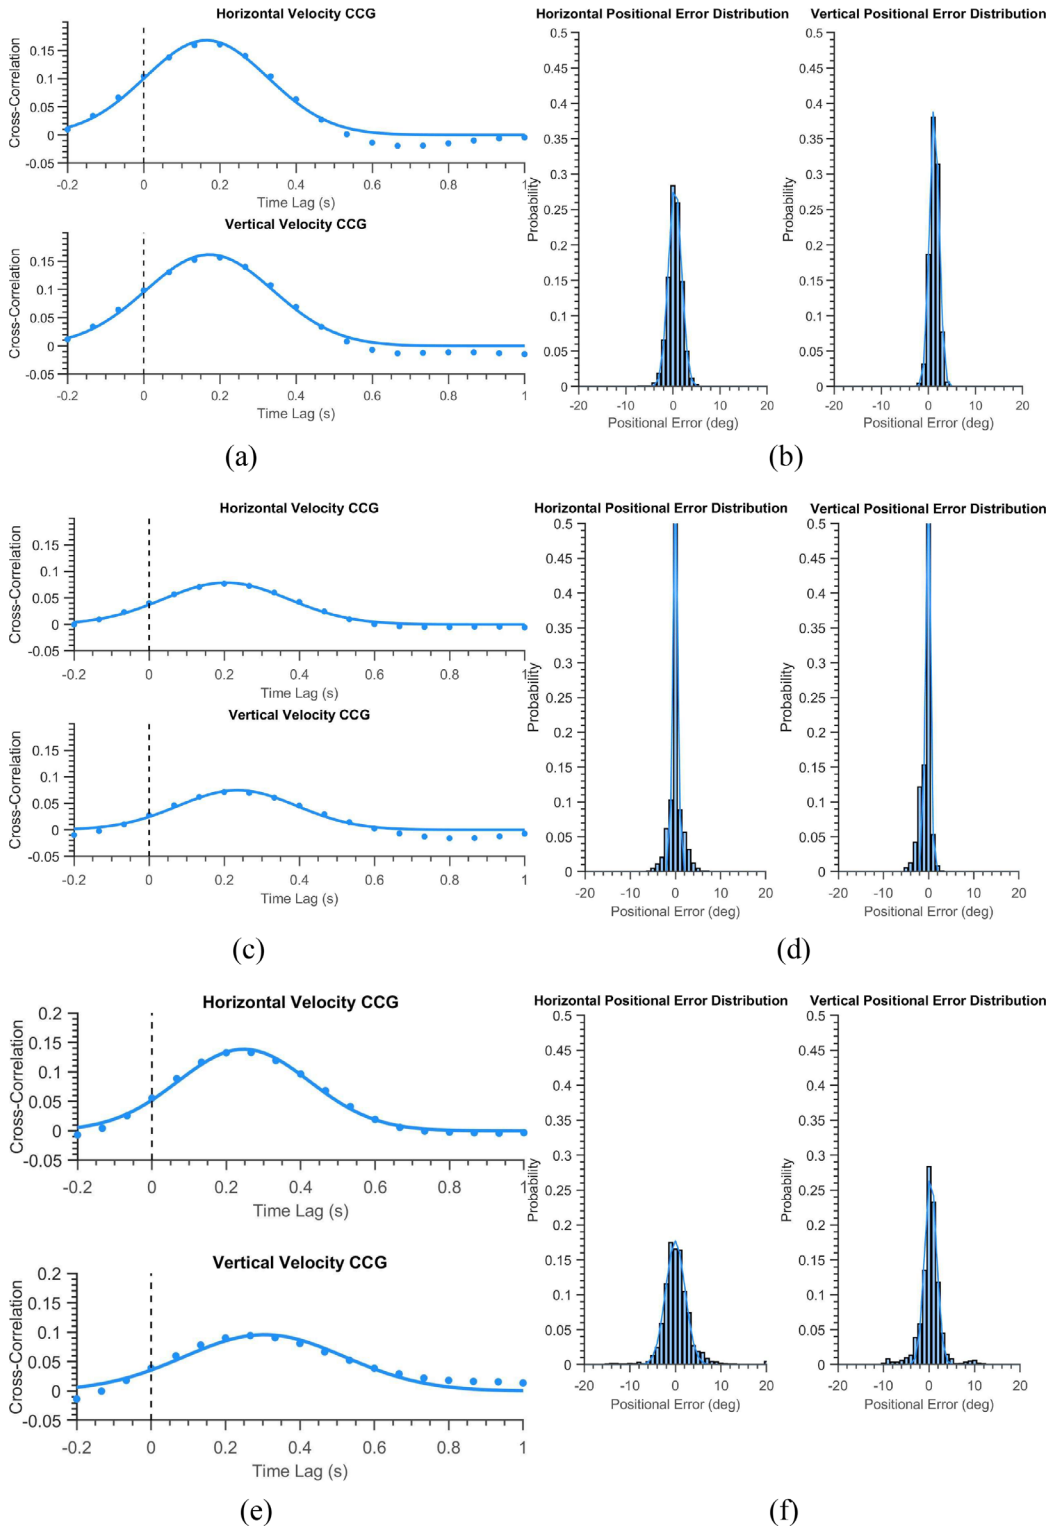 Horizontal Velocity CCG
Cross-Correlation
0.15
0.1
0.05
0
-0.05
-0.2 0 0.2 0.4 0.6 0.8 1
Time Lag (s)
Vertical Velocity CCG
Cross-Correlation
0.15
0.1
0.05
0
-0.05
-0.2 0 0.2 0.4 0.6 0.8 1
Time Lag (s)
(a)
Horizontal Positional Error Distribution
Probability
0.5
0.45
0.4
0.35
0.3
0.25
0.2
0.15
0.1
0.05
0
-20 -10 0 10 20
Positional Error (deg)
Vertical Positional Error Distribution
Probability
0.5
0.45
0.4
0.35
0.3
0.25
0.2
0.15
0.1
0.05
0
-20 -10 0 10 20
Positional Error (deg)
(b)
Horizontal Velocity CCG
Cross-Correlation
0.15
0.1
0.05
0
-0.05
-0.2 0 0.2 0.4 0.6 0.8 1
Time Lag (s)
Vertical Velocity CCG
Cross-Correlation
0.15
0.1
0.05
0
-0.05
-0.2 0 0.2 0.4 0.6 0.8 1
Time Lag (s)
(c)
Horizontal Positional Error Distribution
Probability
0.5
0.45
0.4
0.35
0.3
0.25
0.2
0.15
0.1
0.05
0
-20 -10 0 10 20
Positional Error (deg)
Vertical Positional Error Distribution
Probability
0.5
0.45
0.4
0.35
0.3
0.25
0.2
0.15
0.1
0.05
0
-20 -10 0 10 20
Positional Error (deg)
(d)
Horizontal Velocity CCG
Cross-Correlation
0.2
0.15
0.1
0.05
0
-0.05
-0.2 0 0.2 0.4 0.6 0.8 1
Time Lag (s)
Vertical Velocity CCG
Cross-Correlation
0.2
0.15
0.1
0.05
0
-0.05
-0.2 0 0.2 0.4 0.6 0.8 1
Time Lag (s)
(e)
Horizontal Positional Error Distribution
Probability
0.5
0.45
0.4
0.35
0.3
0.25
0.2
0.15
0.1
0.05
0
-20 -10 0 10 20
Positional Error (deg)
Vertical Positional Error Distribution
Probability
0.5
0.45
0.4
0.35
0.3
0.25
0.2
0.15
0.1
0.05
0
-20 -10 0 10 20
Positional Error (deg)
(f)